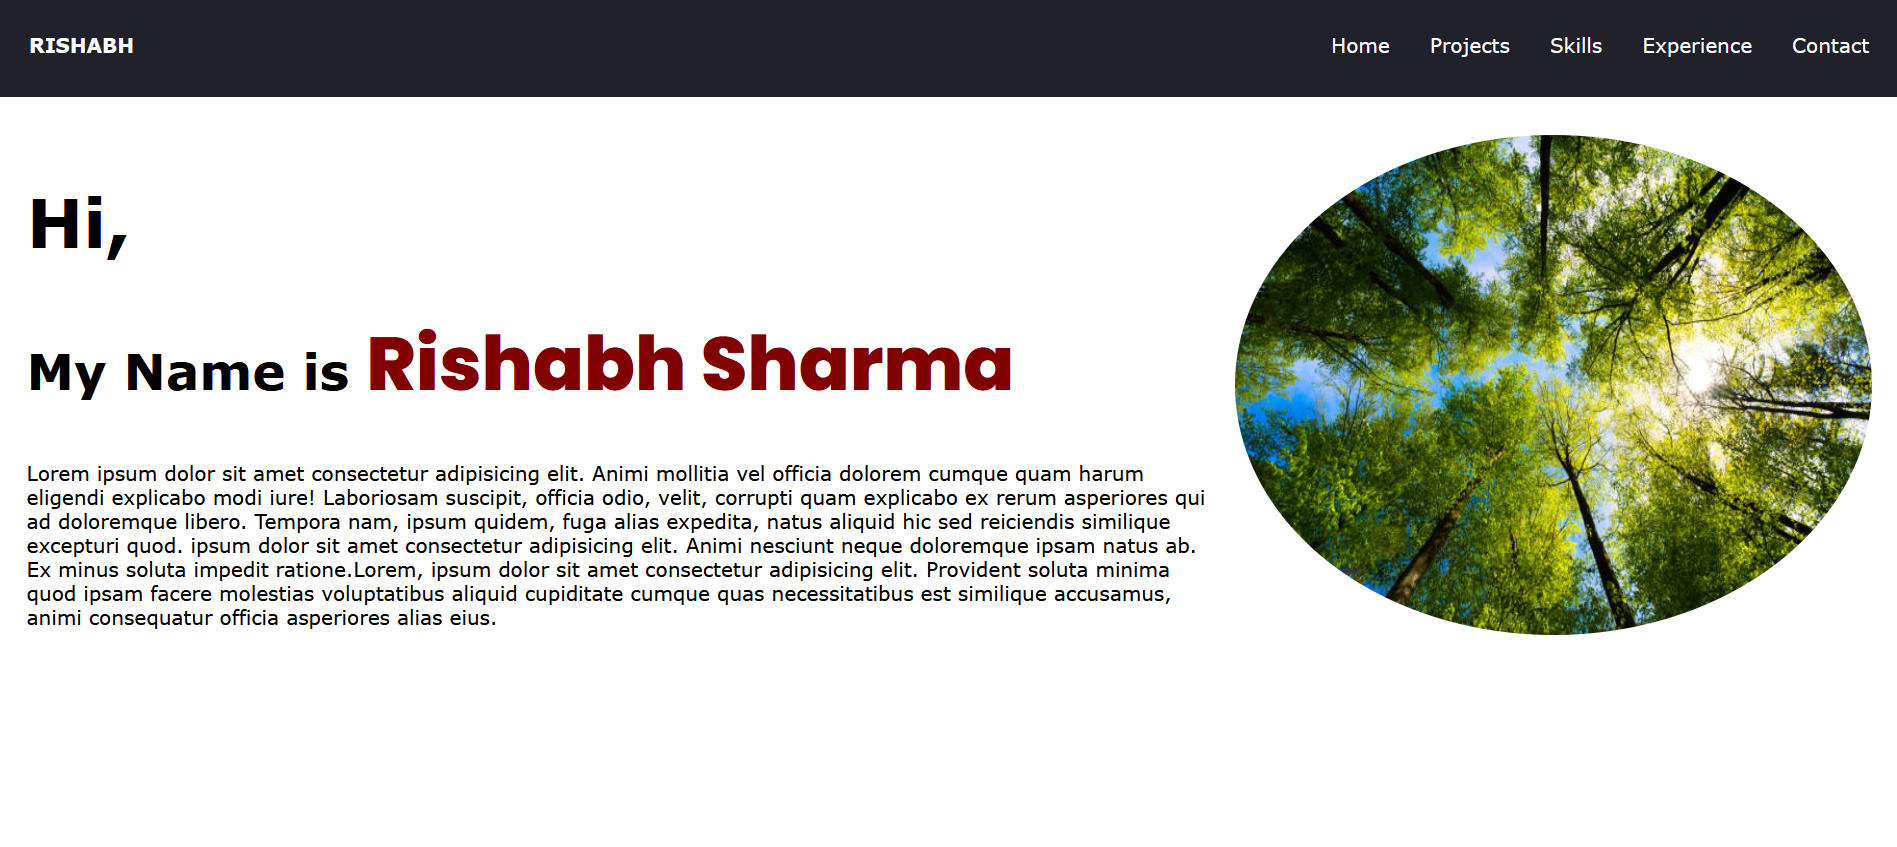 RISHABH
Home Projects Skills Experience Contact
Hi,
My Name is Rishabh Sharma
Lorem ipsum dolor sit amet consectetur adipisicing elit. Animi mollitia vel officia dolorem cumque quam harum
eligendi explicabo modi iure! Laboriosam suscipit, officia odio, velit, corrupti quam explicabo ex rerum asperiores qui
ad doloremque libero. Tempora nam, ipsum quidem, fuga alias expedita, natus aliquid hic sed reiciendis similique
excepturi quod. ipsum dolor sit amet consectetur adipisicing elit. Animi nesciunt neque doloremque ipsam natus ab.
Ex minus soluta impedit ratione.Lorem, ipsum dolor sit amet consectetur adipisicing elit. Provident soluta minima
quod ipsam facere molestias voluptatibus aliquid cupiditate cumque quas necessitatibus est similique accusamus,
animi consequatur officia asperiores alias eius.